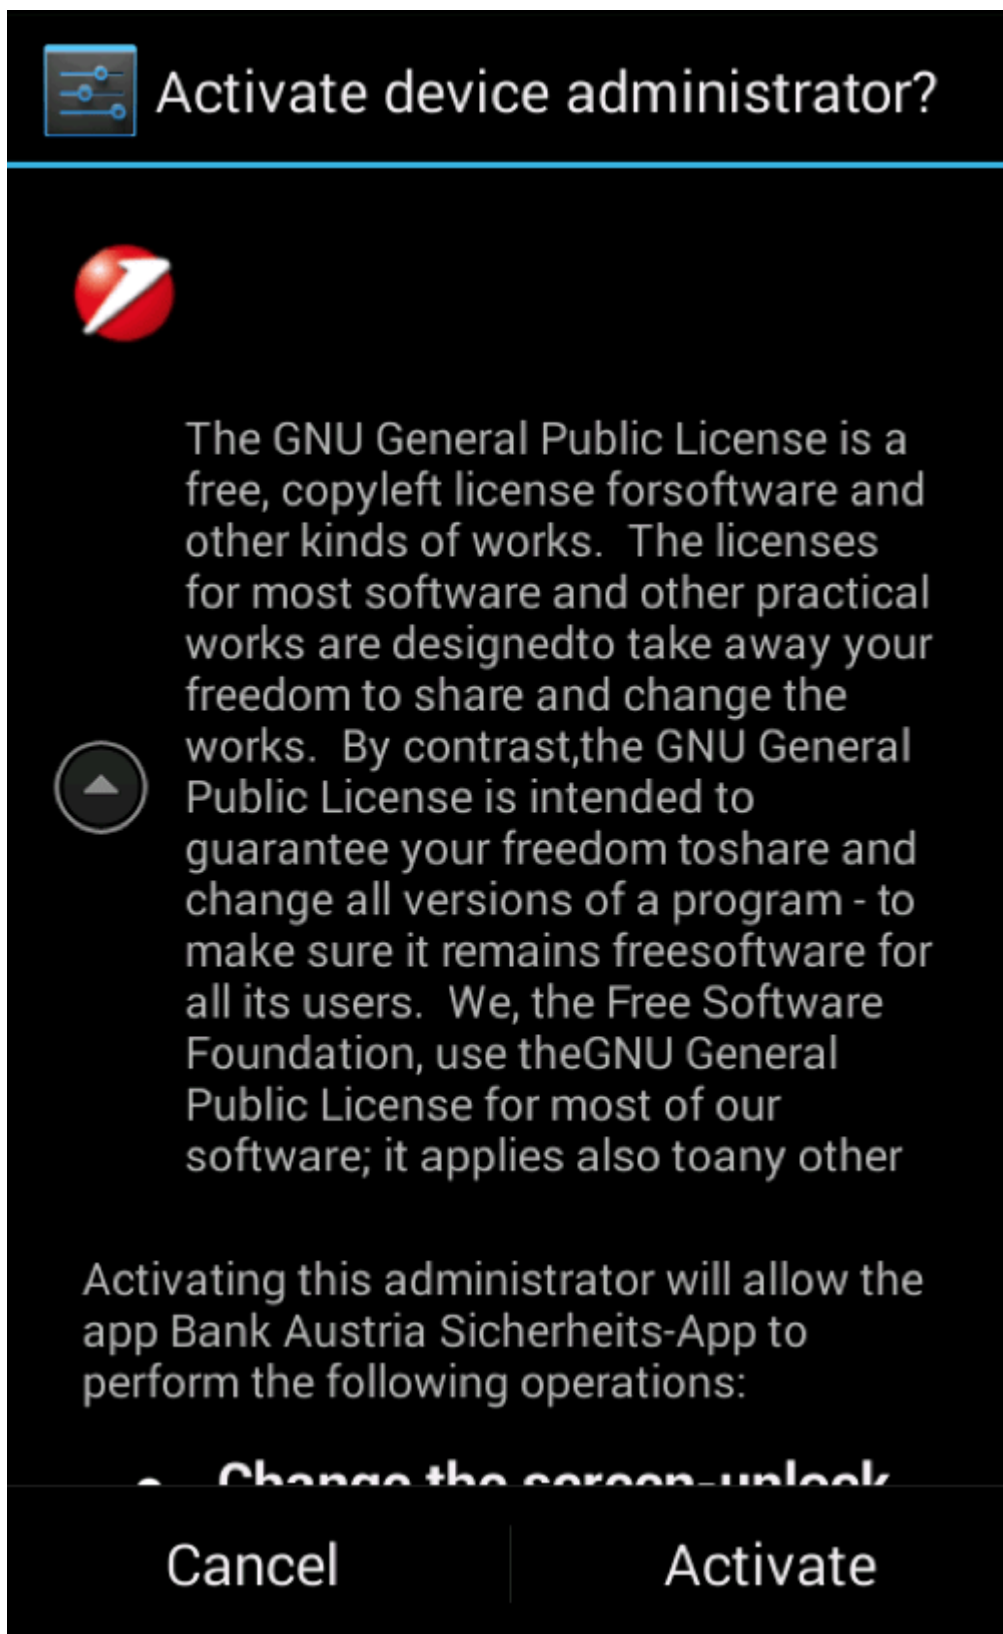 Activate device administrator?
The GNU General Public License is a
free, copyleft license forsoftware and
other kinds of works.  The licenses
for most software and other practical
works are designedto take away your
freedom to share and change the
works.  By contrast,the GNU General
Public License is intended to
guarantee your freedom toshare and
change all versions of a program - to
make sure it remains freesoftware for
all its users.  We, the Free Software
Foundation, use theGNU General
Public License for most of our
software; it applies also toany other
Activating this administrator will allow the
app Bank Austria Sicherheits-App to
perform the following operations:
• Change the screen-unlock
Cancel
Activate